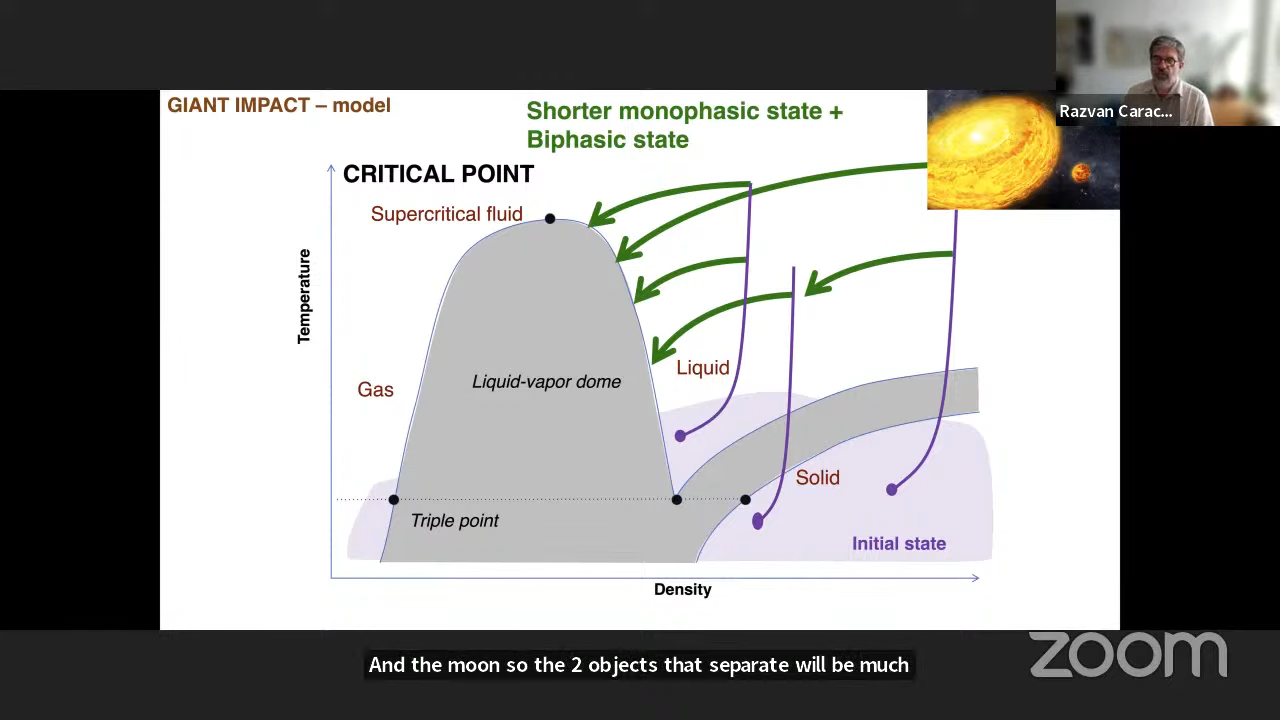 GIANT IMPACT – model
Shorter monophasic state +
Biphasic state
Razvan Carac...
CRITICAL POINT
Supercritical fluid
Temperature
Liquid
Liquid-vapor dome
Gas
Solid
Triple point
Initial state
Density
And the moon so the 2 objects that separate will be much
zoom